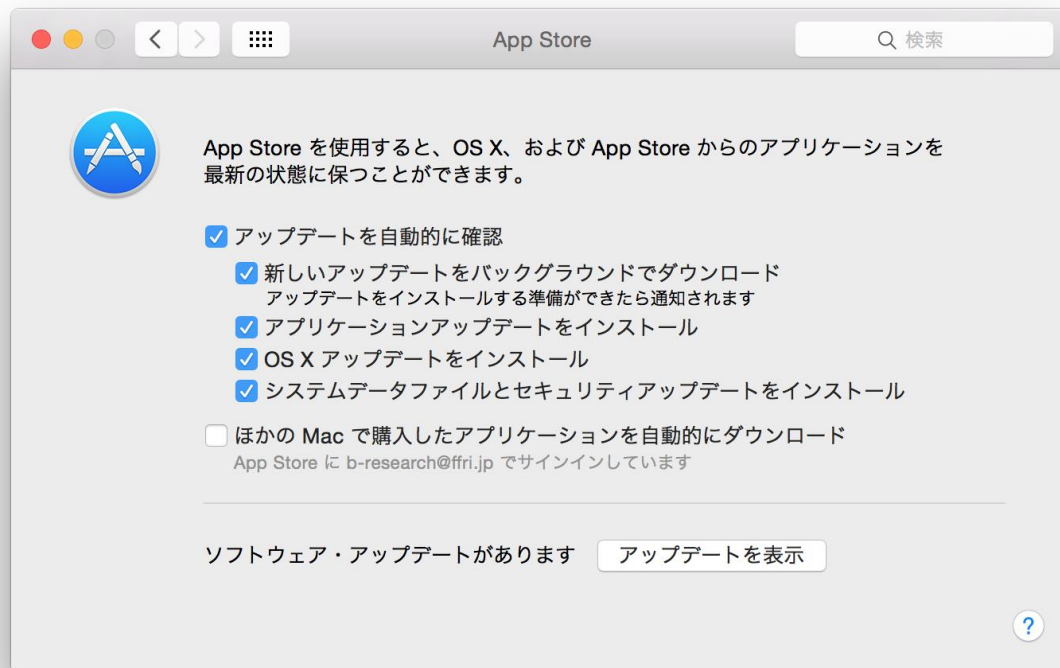 App Store
検索
App Store を使用すると、OS X、および App Store からのアプリケーションを
最新の状態に保つことができます。
アップデートを自動的に確認
新しいアップデートをバックグラウンドでダウンロード
アップデートをインストールする準備ができたら通知されます
アプリケーションアップデートをインストール
OS X アップデートをインストール
システムデータファイルとセキュリティアップデートをインストール
ほかの Mac で購入したアプリケーションを自動的にダウンロード
App Store に b-research@ffri.jp でサインインしています
ソフトウェア・アップデートがあります
アップデートを表示
?